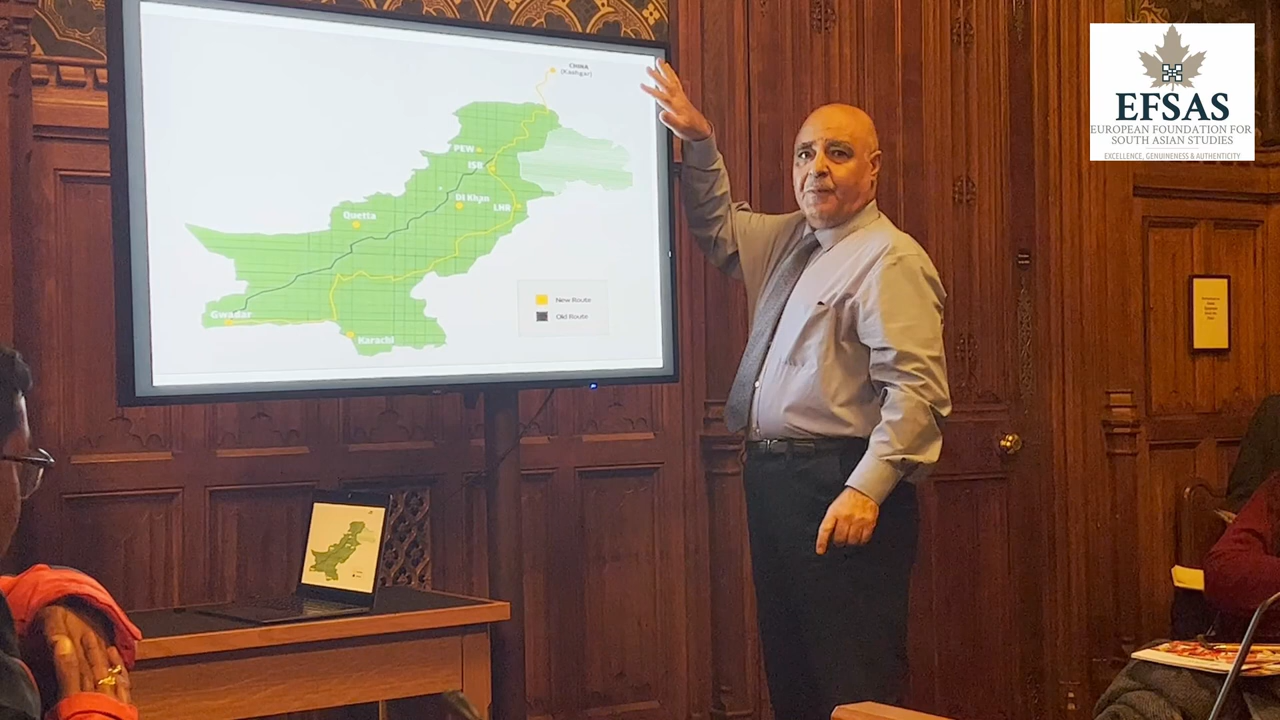 CHINA
(Kashgar)
PEW
ISB
DI Khan
LHR
Quetta
Gwadar
Karachi
New Route
Old Route
EFSAS
EUROPEAN FOUNDATION FOR
SOUTH ASIAN STUDIES
EXCELLENCE, GENUINENESS & AUTHENTICITY